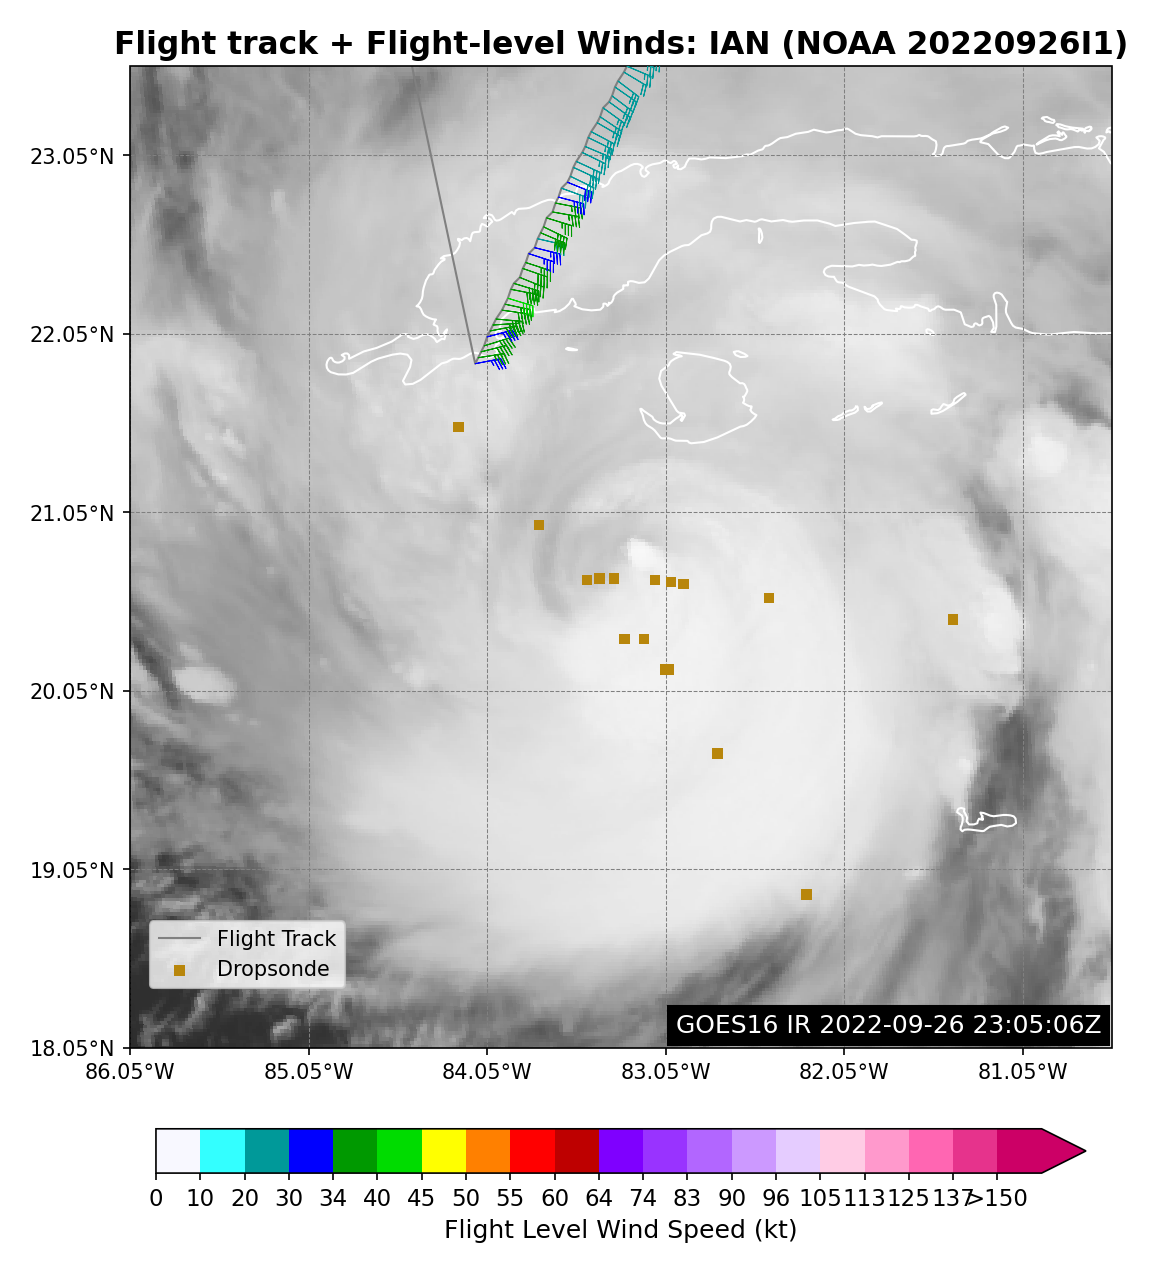 Flight track + Flight-level Winds: IAN (NOAA 20220926I1)
23.05°N
22.05°N
21.05°N
20.05°N
19.05°N
18.05°N
Flight Track
Dropsonde
GOES16 IR 2022-09-26 23:05:06Z
86.05°W 85.05°W 84.05°W 83.05°W 82.05°W 81.05°W
0 10 20 30 34 40 45 50 55 60 64 74 83 90 96 105 113 125 137 >150
Flight Level Wind Speed (kt)